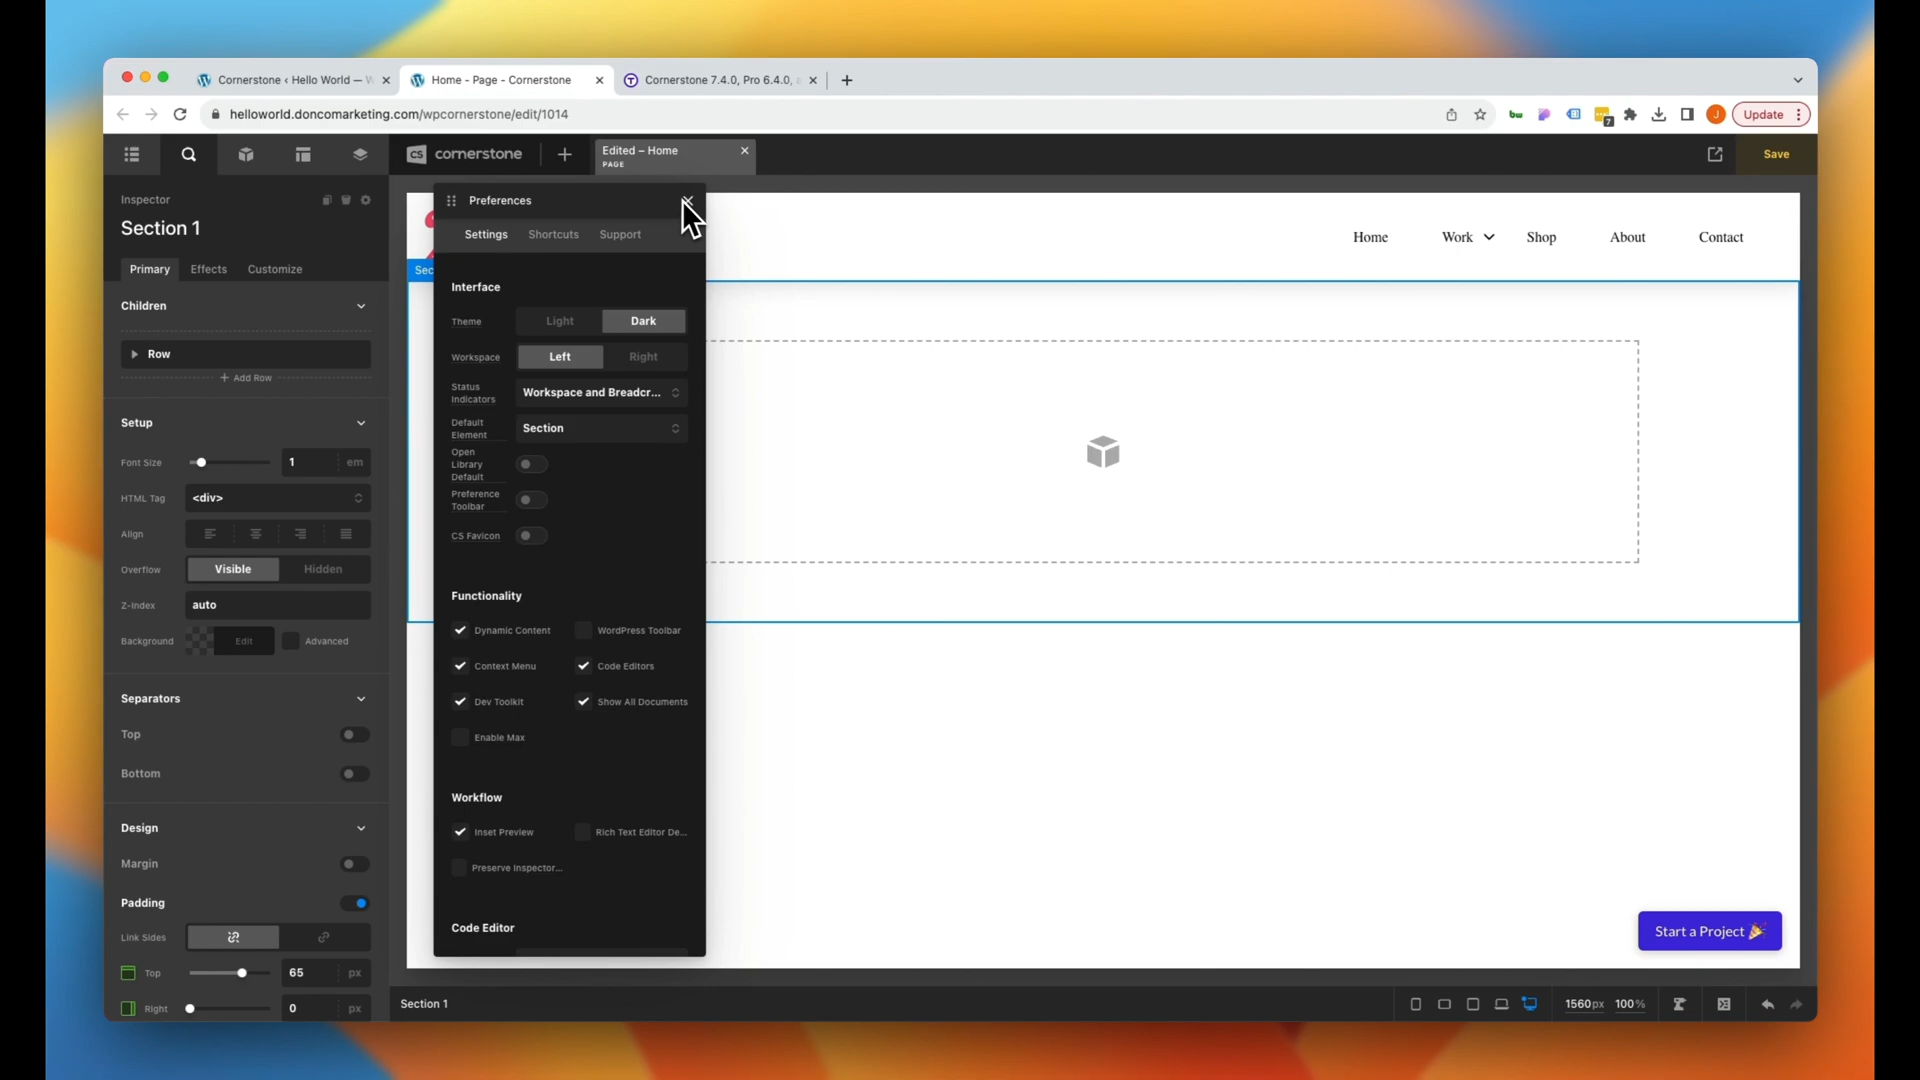 Cornerstone ‹ Hello World — W
Home - Page - Cornerstone
Cornerstone 7.4.0, Pro 6.4.0,
helloworld.doncomarketing.com/wpcornerstone/edit/1014
7
J
Update
CS cornerstone
Edited – Home
PAGE
Save
Inspector
Section 1
Primary Effects Customize
Children
Row
+ Add Row
Setup
Font Size 1 em
HTML Tag <div>
Align
Overflow Visible Hidden
Z-Index auto
Background Edit Advanced
Separators
Top
Bottom
Design
Margin
Padding
Link Sides
Top 65 px
Right 0 px
Preferences
Settings Shortcuts Support
Interface
Theme Light Dark
Workspace Left Right
Status
Indicators
Workspace and Breadcr...
Default
Element
Section
Open
Library
Default
Preference
Toolbar
CS Favicon
Functionality
Dynamic Content WordPress Toolbar
Context Menu Code Editors
Dev Toolkit Show All Documents
Enable Max
Workflow
Inset Preview Rich Text Editor De...
Preserve Inspector...
Code Editor
Sec
Home Work Shop About Contact
Start a Project 🎉
Section 1
1560px 100%